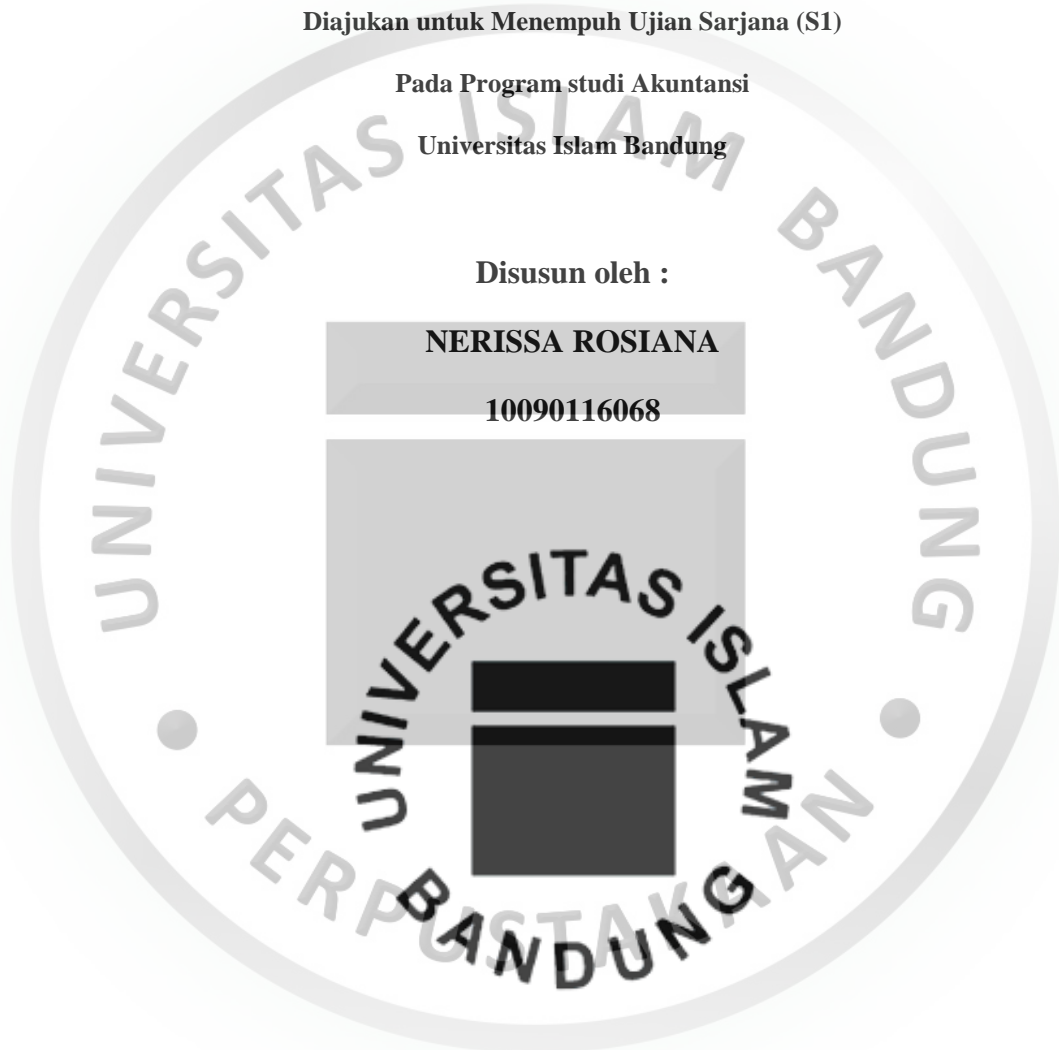 Diajukan untuk Menempuh Ujian Sarjana (S1)
Pada Program studi Akuntansi
Universitas Islam Bandung
Disusun oleh :
NERISSA ROSIANA
10090116068
UNIVERSITAS ISLAM
BANDUNG
UNIVERSITAS ISLAM BANDUNG
PERPUSTAKAAN